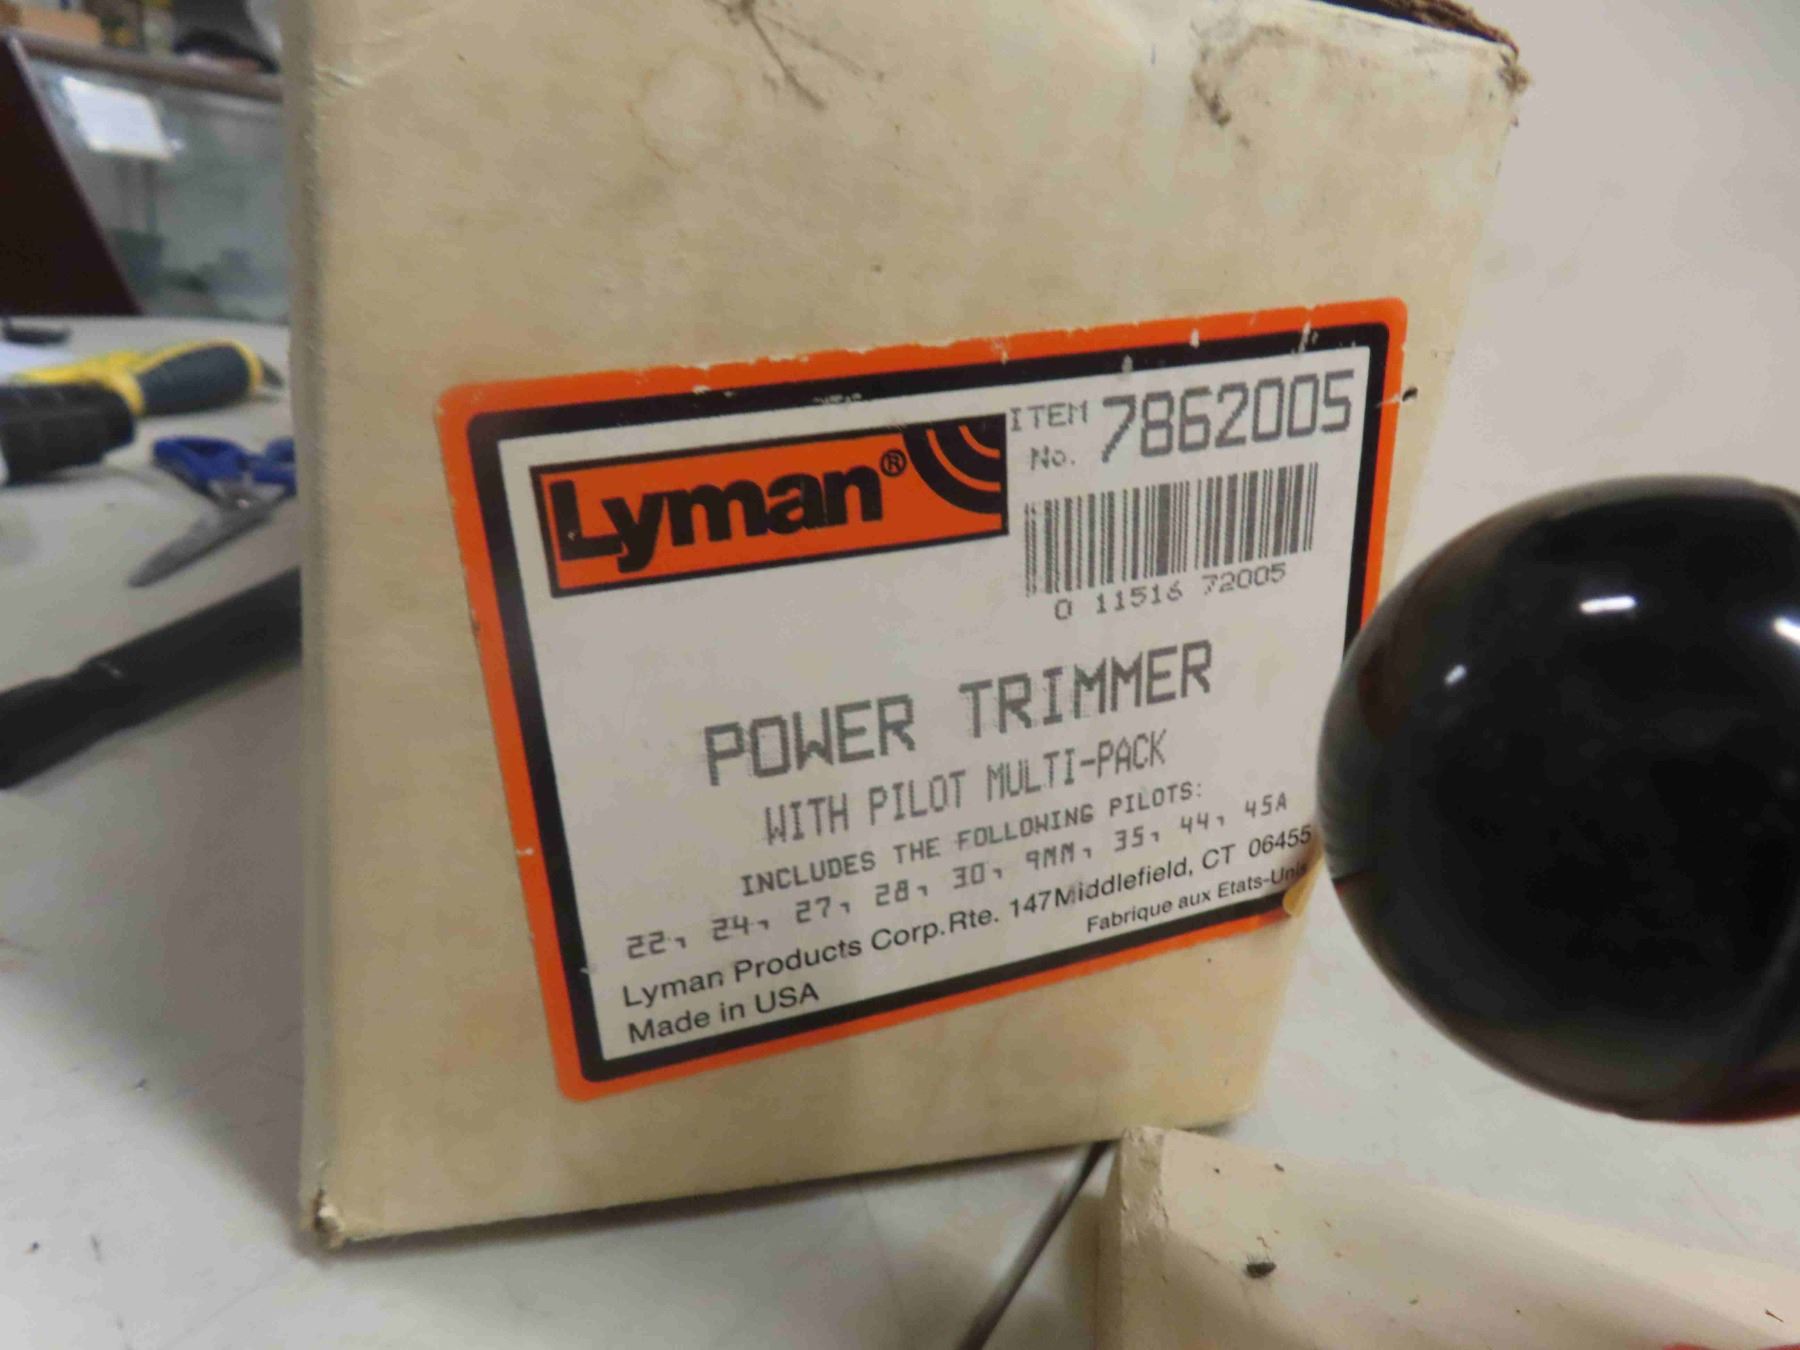 Lyman®
ITEM No. 7862005
0 11516 72005
POWER TRIMMER
WITH PILOT MULTI-PACK
INCLUDES THE FOLLOWING PILOTS:
22, 24, 27, 28, 30, 9MM, 35, 44, 45A
Lyman Products Corp.Rte. 147Middlefield, CT 06455
Made in USA
Fabrique aux Etats-Unis